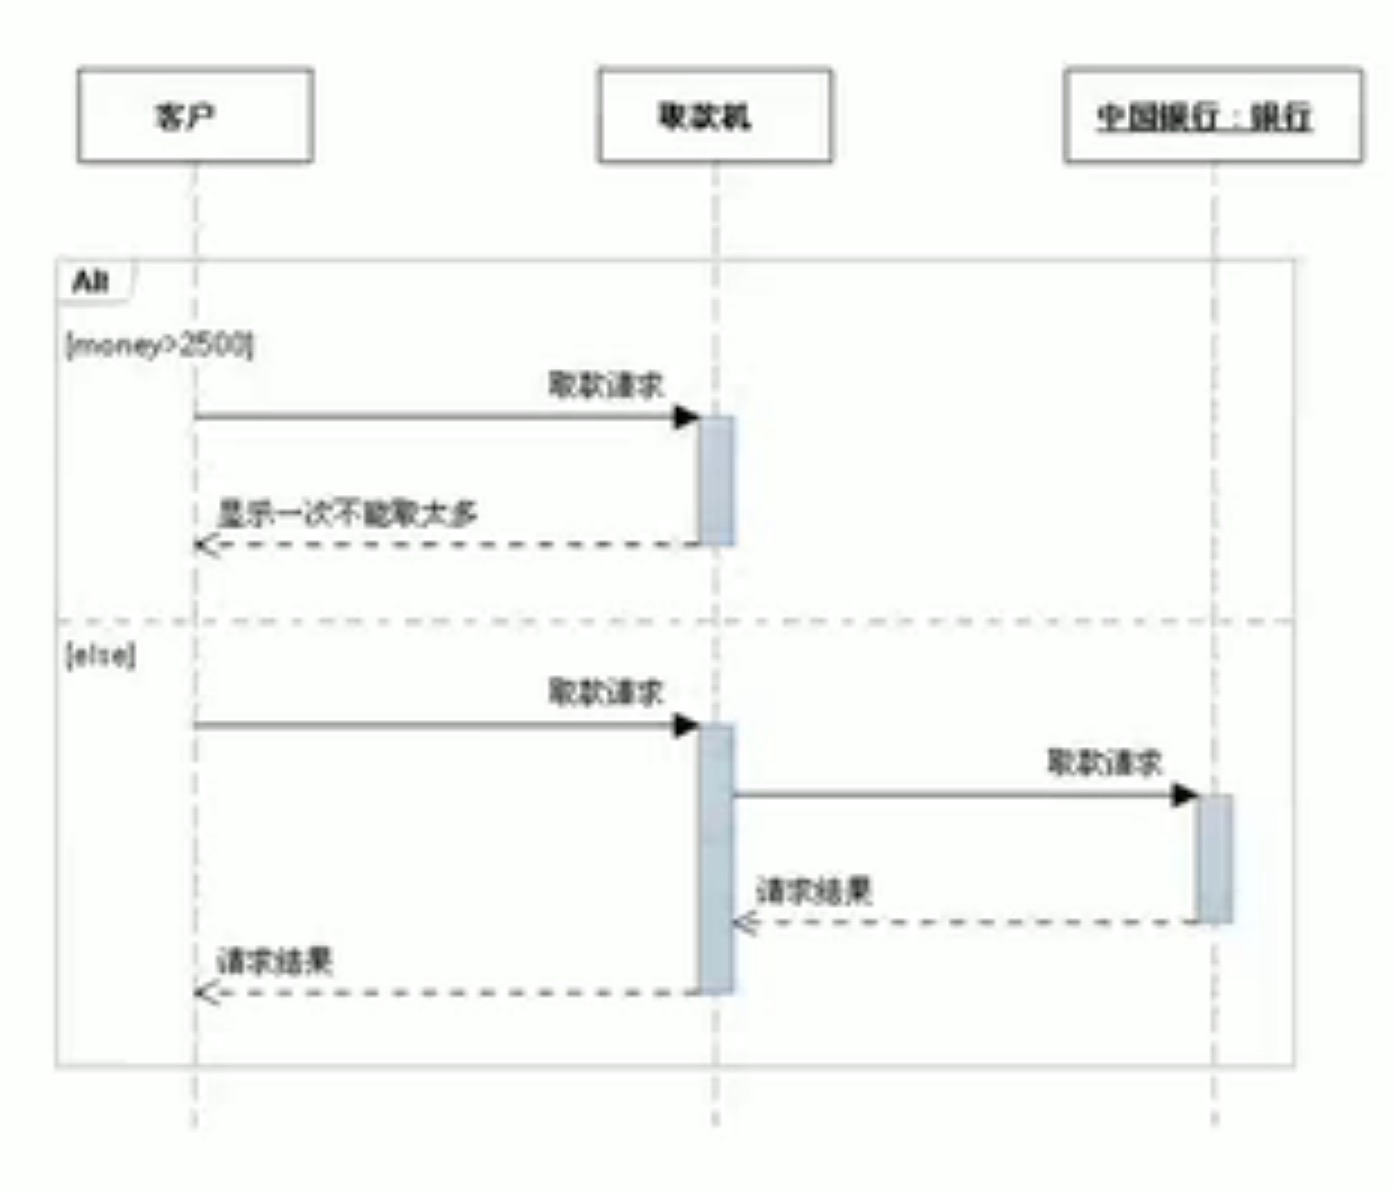 客户
取款机
中国银行：银行
Alt
[money>2500]
取款请求
显示一次不能取太多
[else]
取款请求
取款请求
请求结果
请求结果